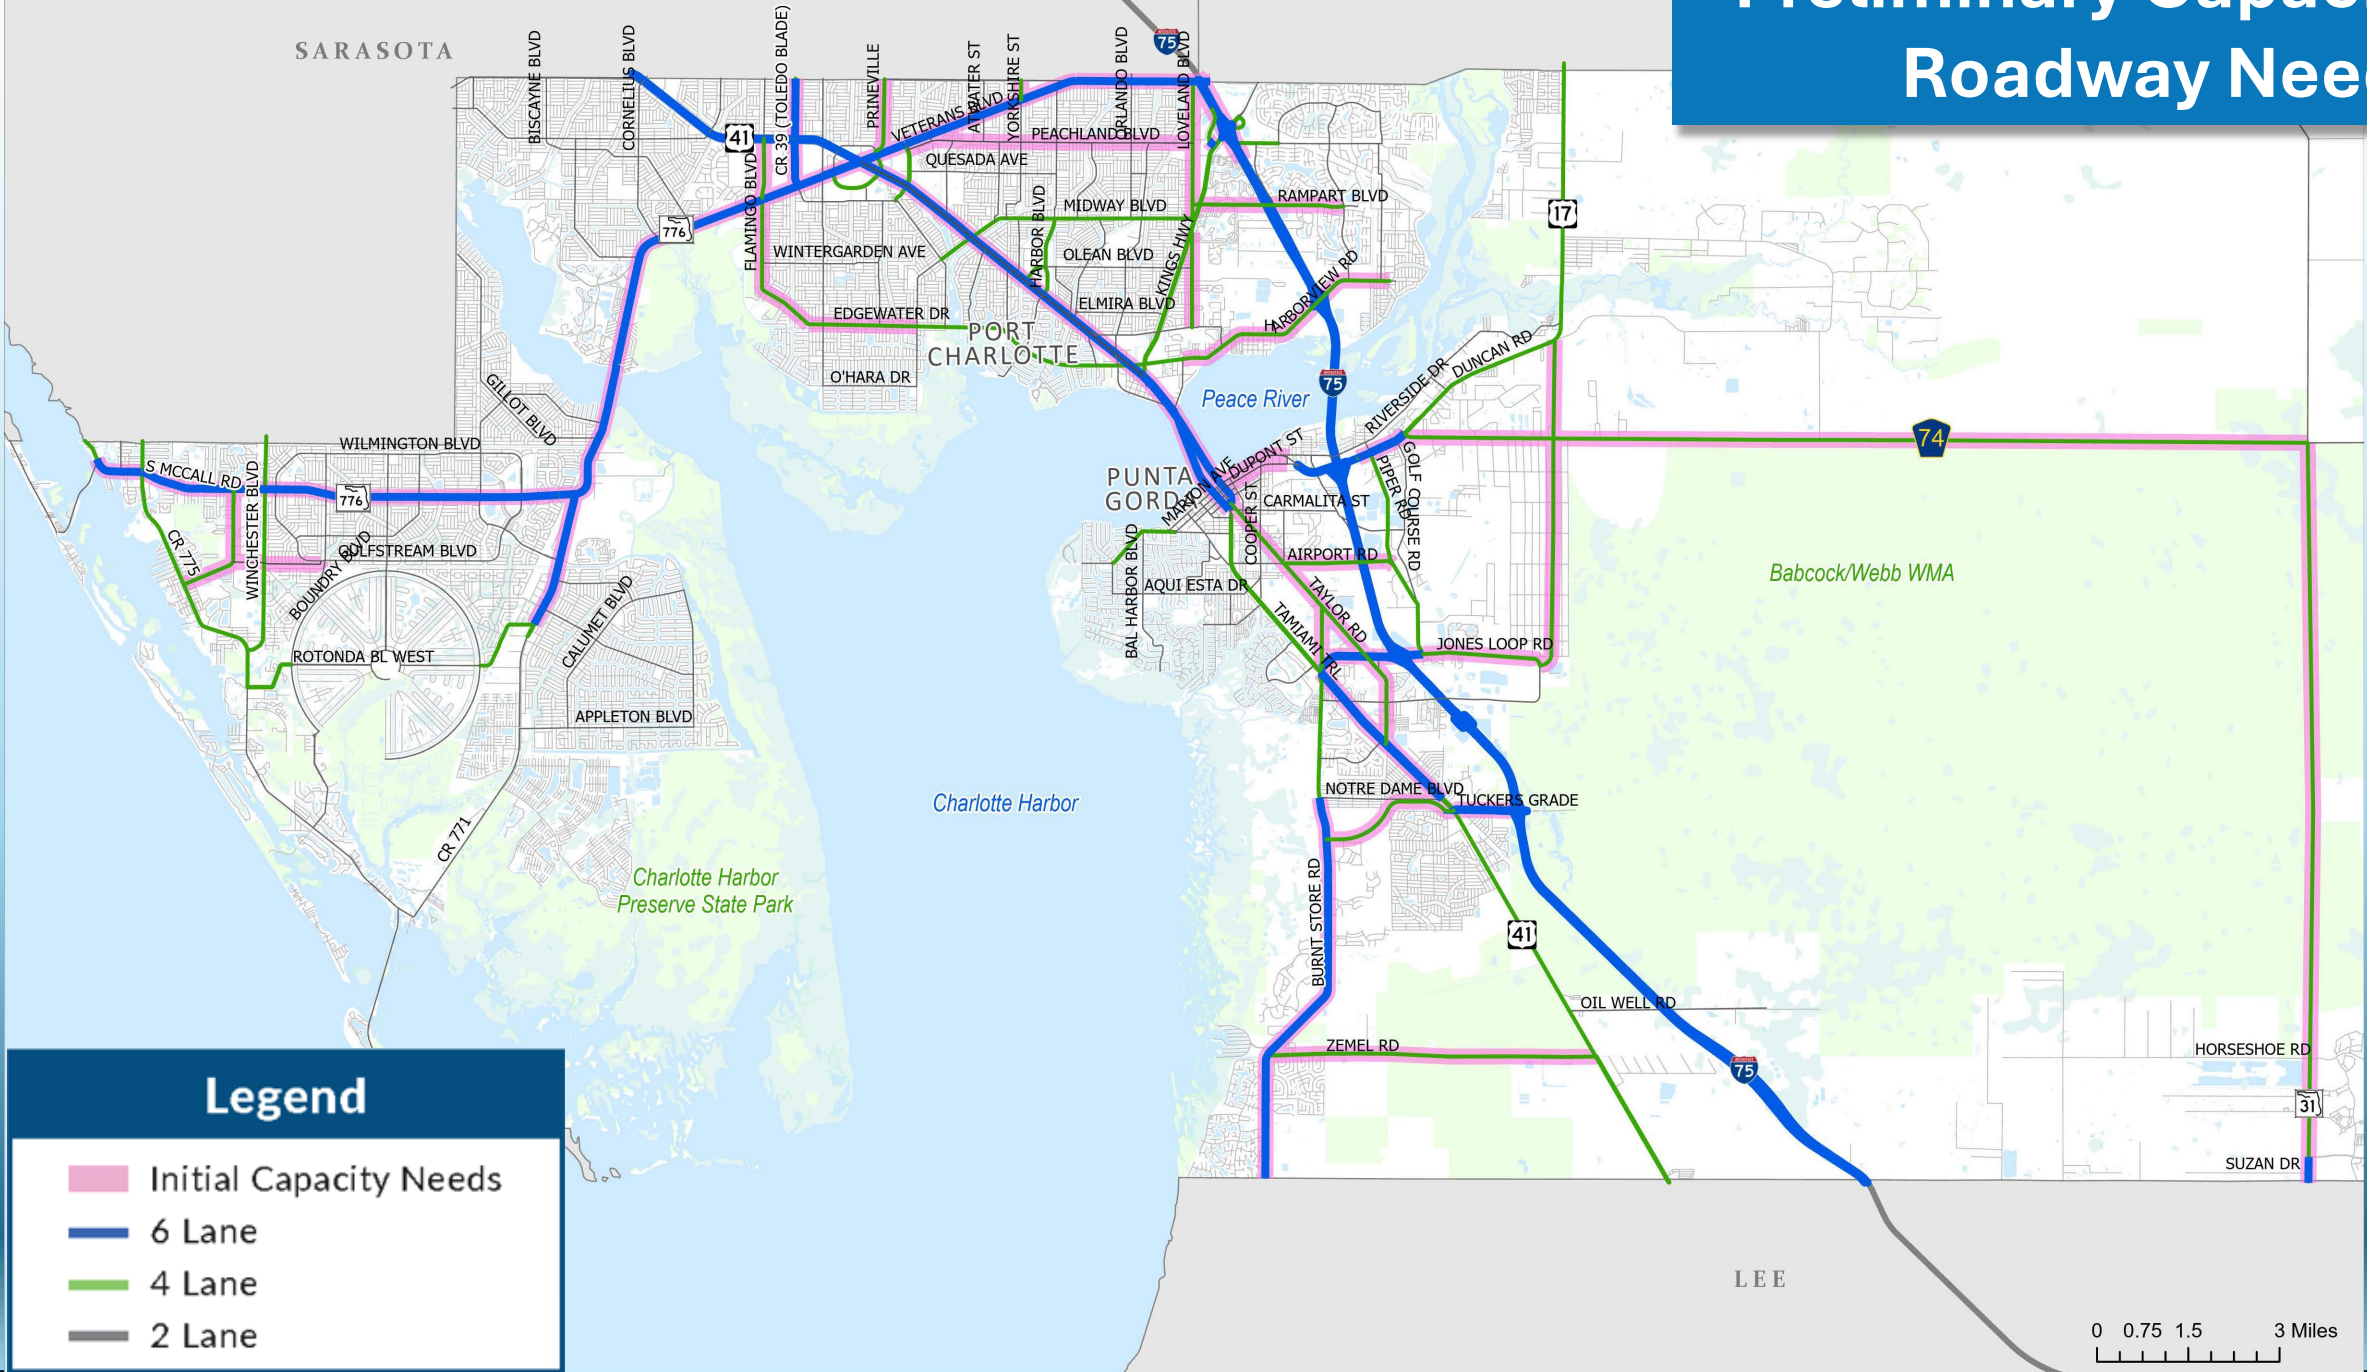 Roadway Nee
SARASOTA
BISCAYNE BLVD
CORNELIUS BLVD
CR 39 (TOLEDO BLADE)
PRINEVILLE
ATWATER ST
YORKSHIRE ST
ORLANDO BLVD
LOVELAND BLVD
75
41
VETERANS BLVD
PEACHLAND BLVD
QUESADA AVE
FLAMINGO BLVD
776
MIDWAY BLVD
RAMPART BLVD
17
HARBOR BLVD
WINTERGARDEN AVE
OLEAN BLVD
KINGS HWY
HARBORVIEW RD
ELMIRA BLVD
EDGEWATER DR
PORT
CHARLOTTE
O'HARA DR
75
Peace River
RIVERSIDE DR
DUNCAN RD
GILLOT BLVD
WILMINGTON BLVD
S MCCALL RD
WINCHESTER BLVD
776
74
PUNTA
GORDA
MARION AVE
DUPONT ST
CARMALITA ST
COOPER ST
PIPER RD
GOLF COURSE RD
CR 775
GULFSTREAM BLVD
BOUNDRY BLVD
AIRPORT RD
BAL HARBOR BLVD
AQUI ESTA DR
TAYLOR RD
TAMIAMI TRL
Babcock/Webb WMA
CALUMET BLVD
ROTONDA BL WEST
JONES LOOP RD
APPLETON BLVD
NOTRE DAME BLVD
TUCKERS GRADE
Charlotte Harbor
CR 771
Charlotte Harbor
Preserve State Park
BURNT STORE RD
41
OIL WELL RD
ZEMEL RD
75
HORSESHOE RD
31
SUZAN DR
LEE
Legend
Initial Capacity Needs
6 Lane
4 Lane
2 Lane
0 0.75 1.5 3 Miles